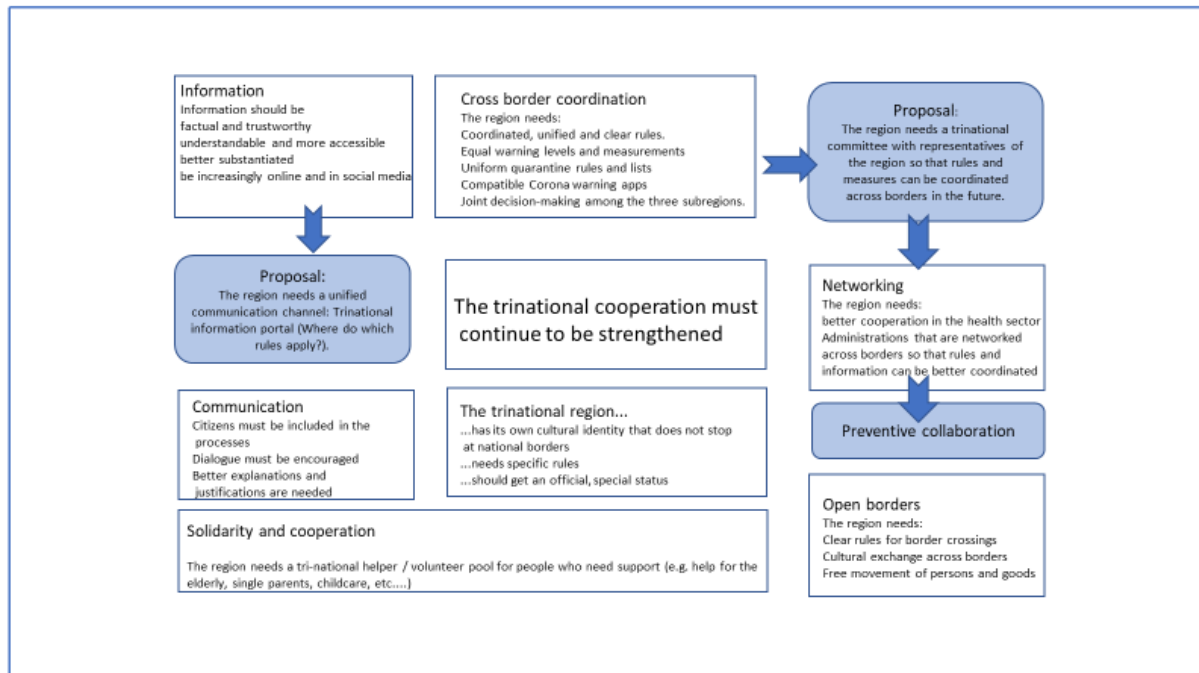 Information
Information should be
factual and trustworthy
understandable and more accessible
better substantiated
be increasingly online and in social media
Proposal:
The region needs a unified
communication channel: Trinational
information portal (Where do which
rules apply?).
Communication
Citizens must be included in the
processes
Dialogue must be encouraged
Better explanations and
justifications are needed
Cross border coordination
The region needs:
Coordinated, unified and clear rules.
Equal warning levels and measurements
Uniform quarantine rules and lists
Compatible Corona warning apps
Joint decision-making among the three subregions.
The trinational cooperation must
continue to be strengthened
The trinational region...
...has its own cultural identity that does not stop
at national borders
...needs specific rules
...should get an official, special status
Solidarity and cooperation
The region needs a tri-national helper / volunteer pool for people who need support (e.g. help for the
elderly, single parents, childcare, etc....)
Proposal:
The region needs a trinational
committee with representatives of
the region so that rules and
measures can be coordinated
across borders in the future.
Networking
The region needs:
better cooperation in the health sector
Administrations that are networked
across borders so that rules and
information can be better coordinated
Preventive collaboration
Open borders
The region needs:
Clear rules for border crossings
Cultural exchange across borders
Free movement of persons and goods